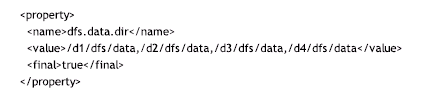 <property>
<name>dfs.data.dir</name>
<value>/d1/dfs/data,/d2/dfs/data,/d3/dfs/data,/d4/dfs/data</value>
<final>true</final>
</property>